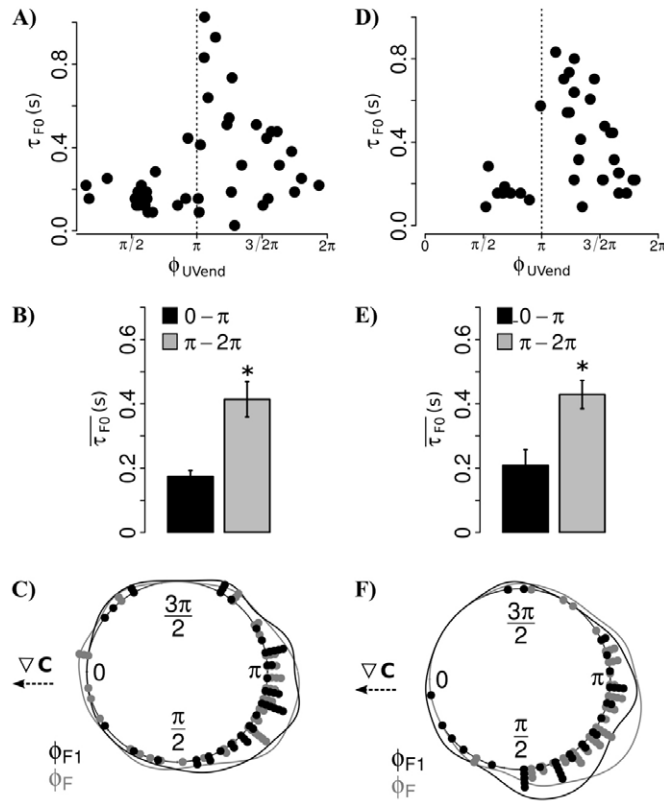 A)
τF0 (s)
0.0 0.4 0.8
π/2 π 3/2π 2π
ϕUVend
D)
τF0 (s)
0.0 0.4 0.8
0 π/2 π 3/2π 2π
ϕUVend
B)
τF0 (s)
0 0.2 0.4 0.6
0 – π
π – 2π
*
E)
τF0 (s)
0 0.2 0.4 0.6
0 – π
π – 2π
*
C)
∇C
3π/2
0 π
π/2
ϕF1
ϕF
F)
∇C
3π/2
0 π
π/2
ϕF1
ϕF